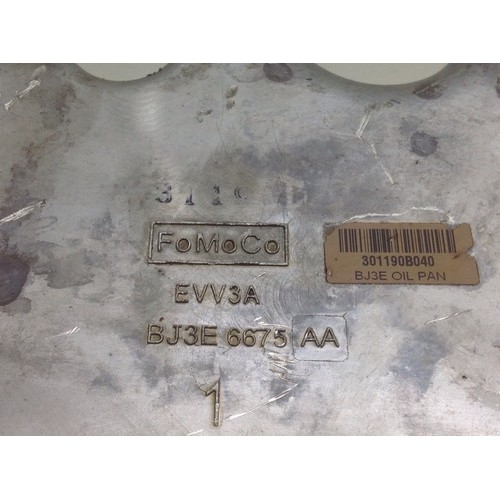 FoMoCo
301190B040
BJ3E OIL PAN
EVV3A
BJ3E 6675 AA
1